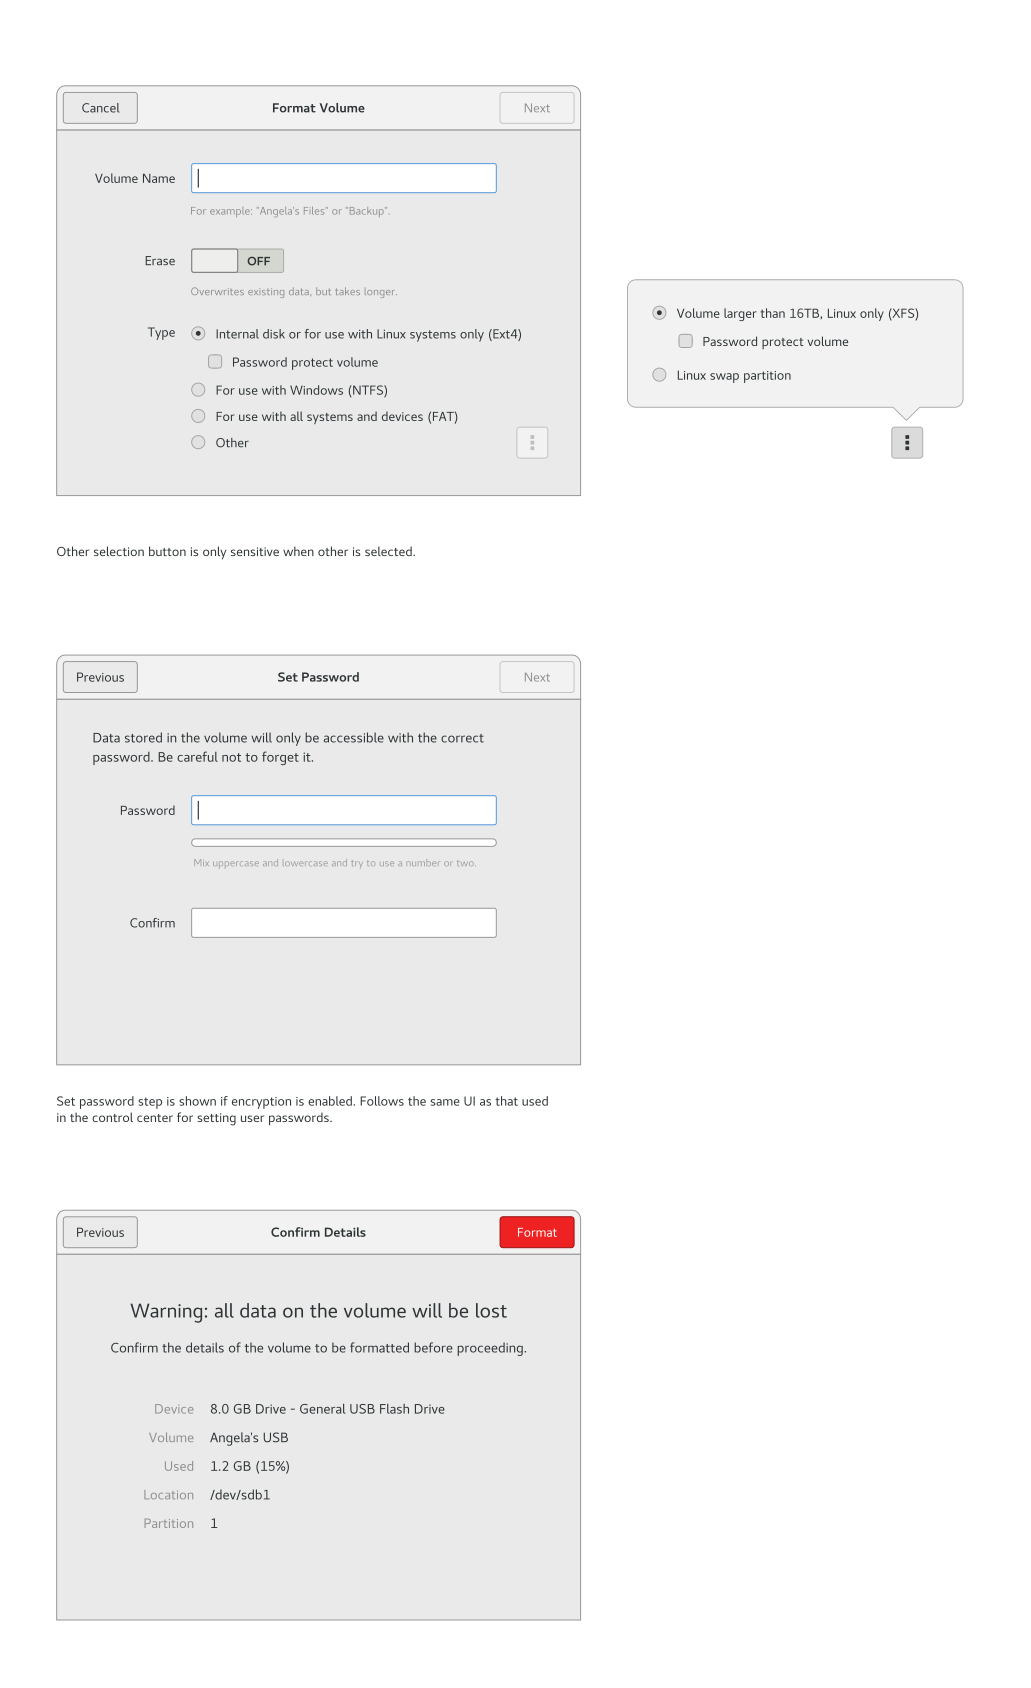 Cancel
Format Volume
Next
Volume Name
For example: "Angela's Files" or "Backup".
Erase
OFF
Overwrites existing data, but takes longer.
Type
Internal disk or for use with Linux systems only (Ext4)
Password protect volume
For use with Windows (NTFS)
For use with all systems and devices (FAT)
Other
Volume larger than 16TB, Linux only (XFS)
Password protect volume
Linux swap partition
Other selection button is only sensitive when other is selected.
Previous
Set Password
Next
Data stored in the volume will only be accessible with the correct
password. Be careful not to forget it.
Password
Mix uppercase and lowercase and try to use a number or two.
Confirm
Set password step is shown if encryption is enabled. Follows the same UI as that used
in the control center for setting user passwords.
Previous
Confirm Details
Format
Warning: all data on the volume will be lost
Confirm the details of the volume to be formatted before proceeding.
Device 8.0 GB Drive - General USB Flash Drive
Volume Angela's USB
Used 1.2 GB (15%)
Location /dev/sdb1
Partition 1